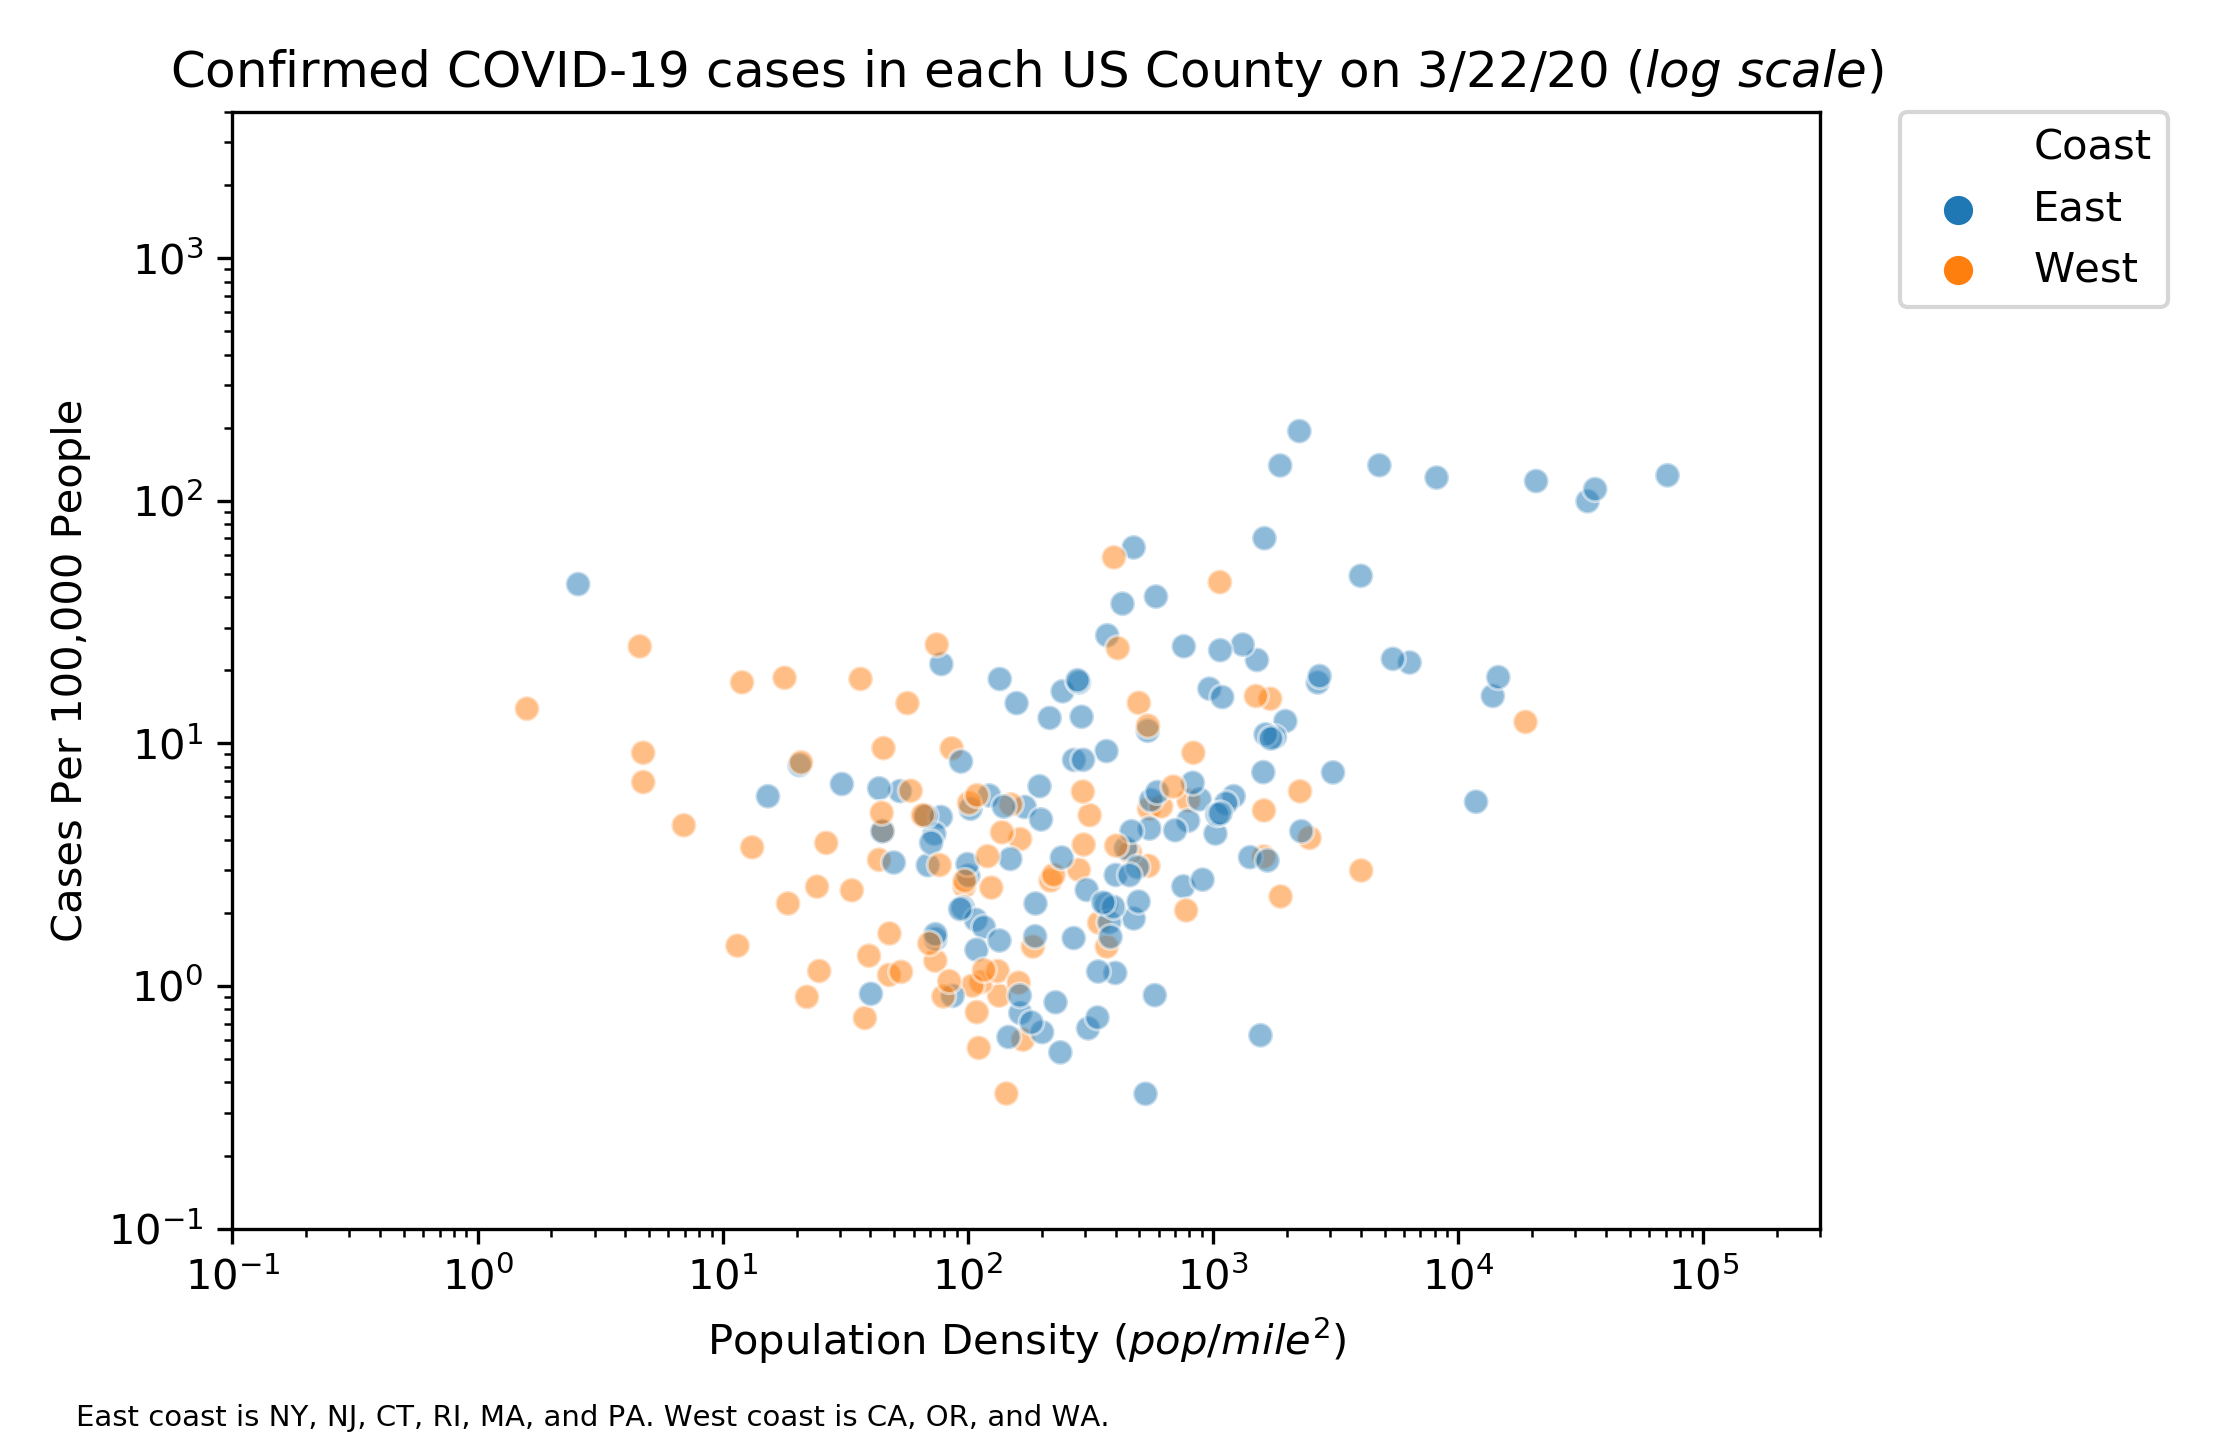 Confirmed COVID-19 cases in each US County on 3/22/20 (log scale)
Coast
East
West
Cases Per 100,000 People
10³
10²
10¹
10⁰
10⁻¹
10⁻¹ 10⁰ 10¹ 10² 10³ 10⁴ 10⁵
Population Density (pop/mile²)
East coast is NY, NJ, CT, RI, MA, and PA. West coast is CA, OR, and WA.